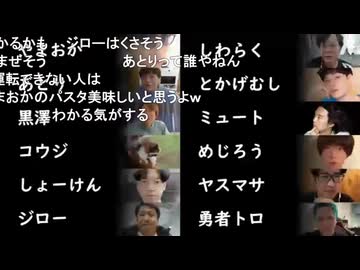 かるかも　ジローはくさそう
まぜそう　あとりって誰やねん
運転できない人は
まおかのパスタ美味しいと思うよw
わかる気がする
しわらく
とかげむし
黒澤
ミュート
コウジ
めじろう
しょーけん
ヤスマサ
ジロー
勇者トロ